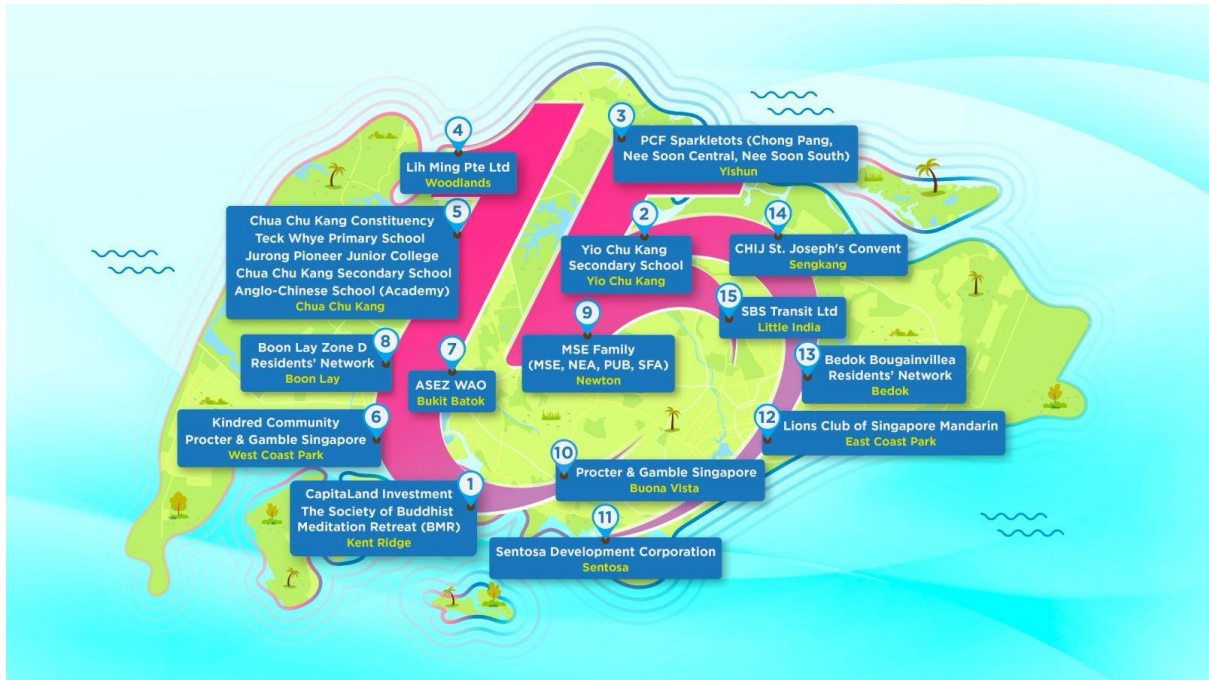 4
Lih Ming Pte Ltd
Woodlands
3
PCF Sparkletots (Chong Pang,
Nee Soon Central, Nee Soon South)
Yishun
5
Chua Chu Kang Constituency
Teck Whye Primary School
Jurong Pioneer Junior College
Chua Chu Kang Secondary School
Anglo-Chinese School (Academy)
Chua Chu Kang
2
Yio Chu Kang
Secondary School
Yio Chu Kang
14
CHIJ St. Joseph's Convent
Sengkang
15
SBS Transit Ltd
Little India
9
MSE Family
(MSE, NEA, PUB, SFA)
Newton
8
Boon Lay Zone D
Residents' Network
Boon Lay
7
ASEZ WAO
Bukit Batok
13
Bedok Bougainvillea
Residents' Network
Bedok
6
Kindred Community
Procter & Gamble Singapore
West Coast Park
12
Lions Club of Singapore Mandarin
East Coast Park
10
Procter & Gamble Singapore
Buona Vista
1
CapitaLand Investment
The Society of Buddhist
Meditation Retreat (BMR)
Kent Ridge
11
Sentosa Development Corporation
Sentosa